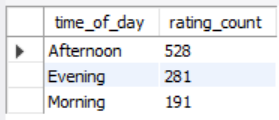 time_of_day rating_count
Afternoon 528
Evening 281
Morning 191